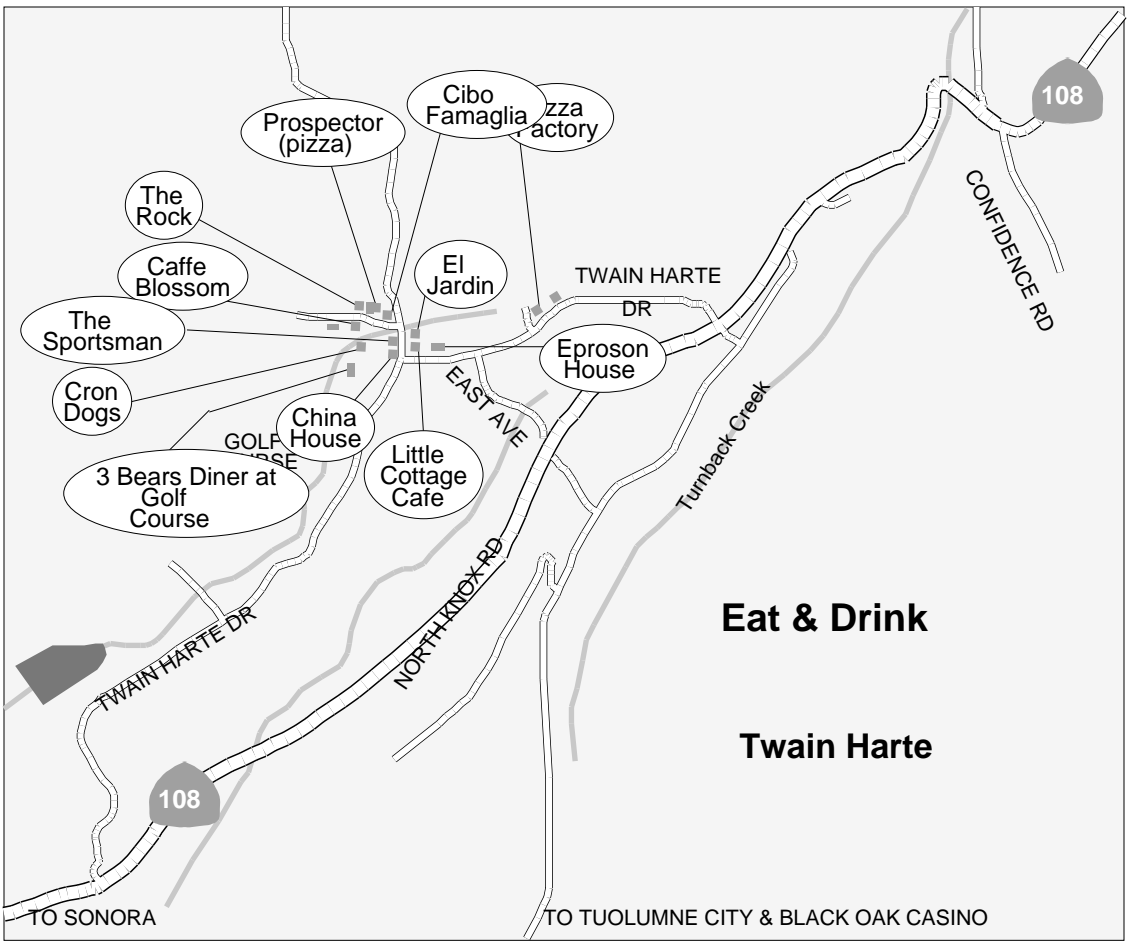 108
Cibo
Famaglia
zza
actory
Prospector
(pizza)
The
Rock
Caffe
Blossom
El
Jardin
TWAIN HARTE
DR
CONFIDENCE RD
The
Sportsman
Eproson
House
Cron
Dogs
EAST AVE
China
House
GOLF
Little
Cottage
Cafe
3 Bears Diner at
Golf
Course
Turnback Creek
NORTH KNOX RD
TWAIN HARTE DR
Eat & Drink
Twain Harte
108
TO SONORA
TO TUOLUMNE CITY & BLACK OAK CASINO